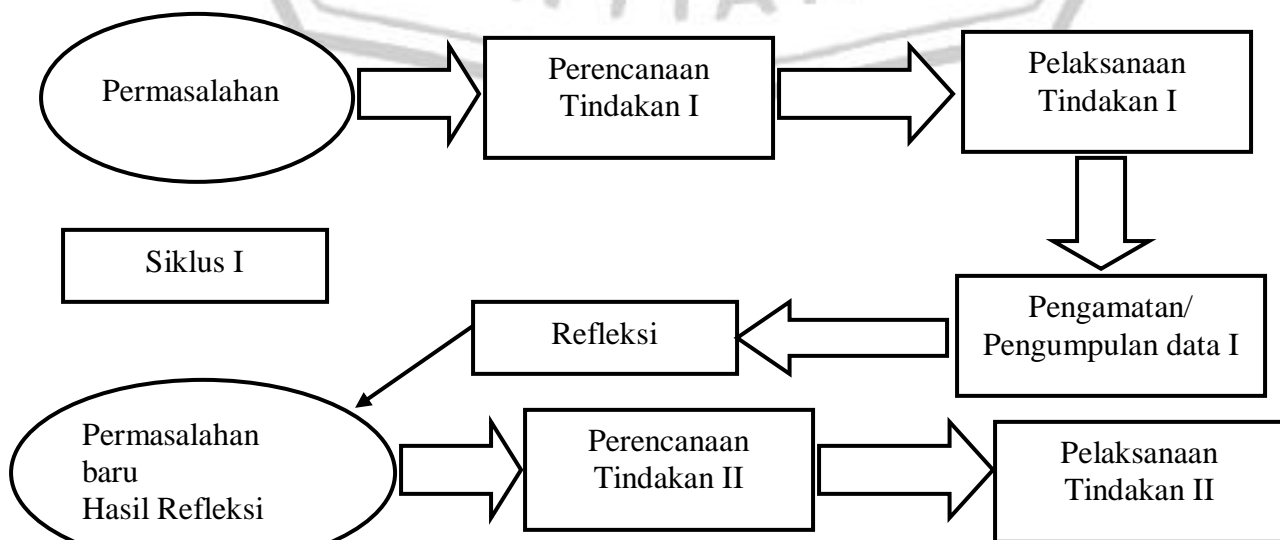 Permasalahan
Perencanaan
Tindakan I
Pelaksanaan
Tindakan I
Siklus I
Pengamatan/
Pengumpulan data I
Refleksi
Permasalahan
baru
Hasil Refleksi
Perencanaan
Tindakan II
Pelaksanaan
Tindakan II